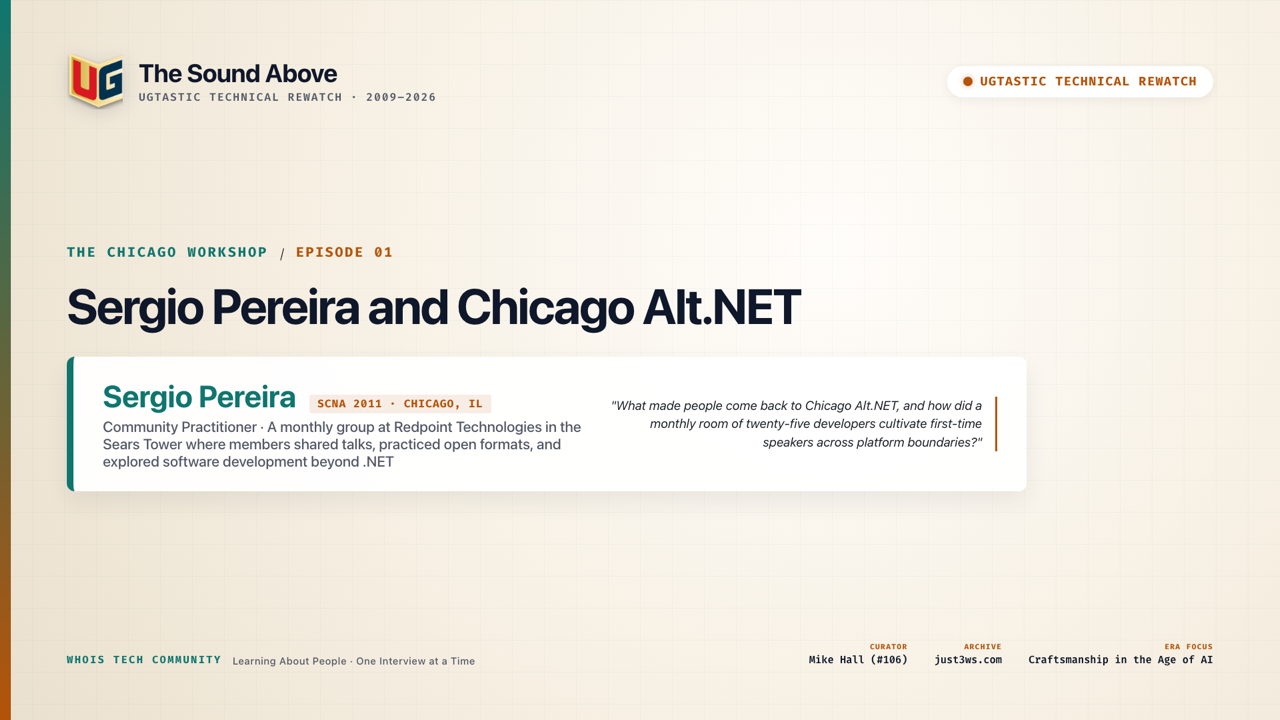 UG
The Sound Above
UGTASTIC TECHNICAL REWATCH · 2009–2026
UGTASTIC TECHNICAL REWATCH
THE CHICAGO WORKSHOP / EPISODE 01
Sergio Pereira and Chicago Alt.NET
Sergio Pereira SCNA 2011 · CHICAGO, IL
Community Practitioner · A monthly group at Redpoint Technologies in the
Sears Tower where members shared talks, practiced open formats, and
explored software development beyond .NET
"What made people come back to Chicago Alt.NET, and how did a
monthly room of twenty-five developers cultivate first-time
speakers across platform boundaries?"
WHOIS TECH COMMUNITY Learning About People · One Interview at a Time
CURATOR
Mike Hall (#106)
ARCHIVE
just3ws.com
ERA FOCUS
Craftsmanship in the Age of AI